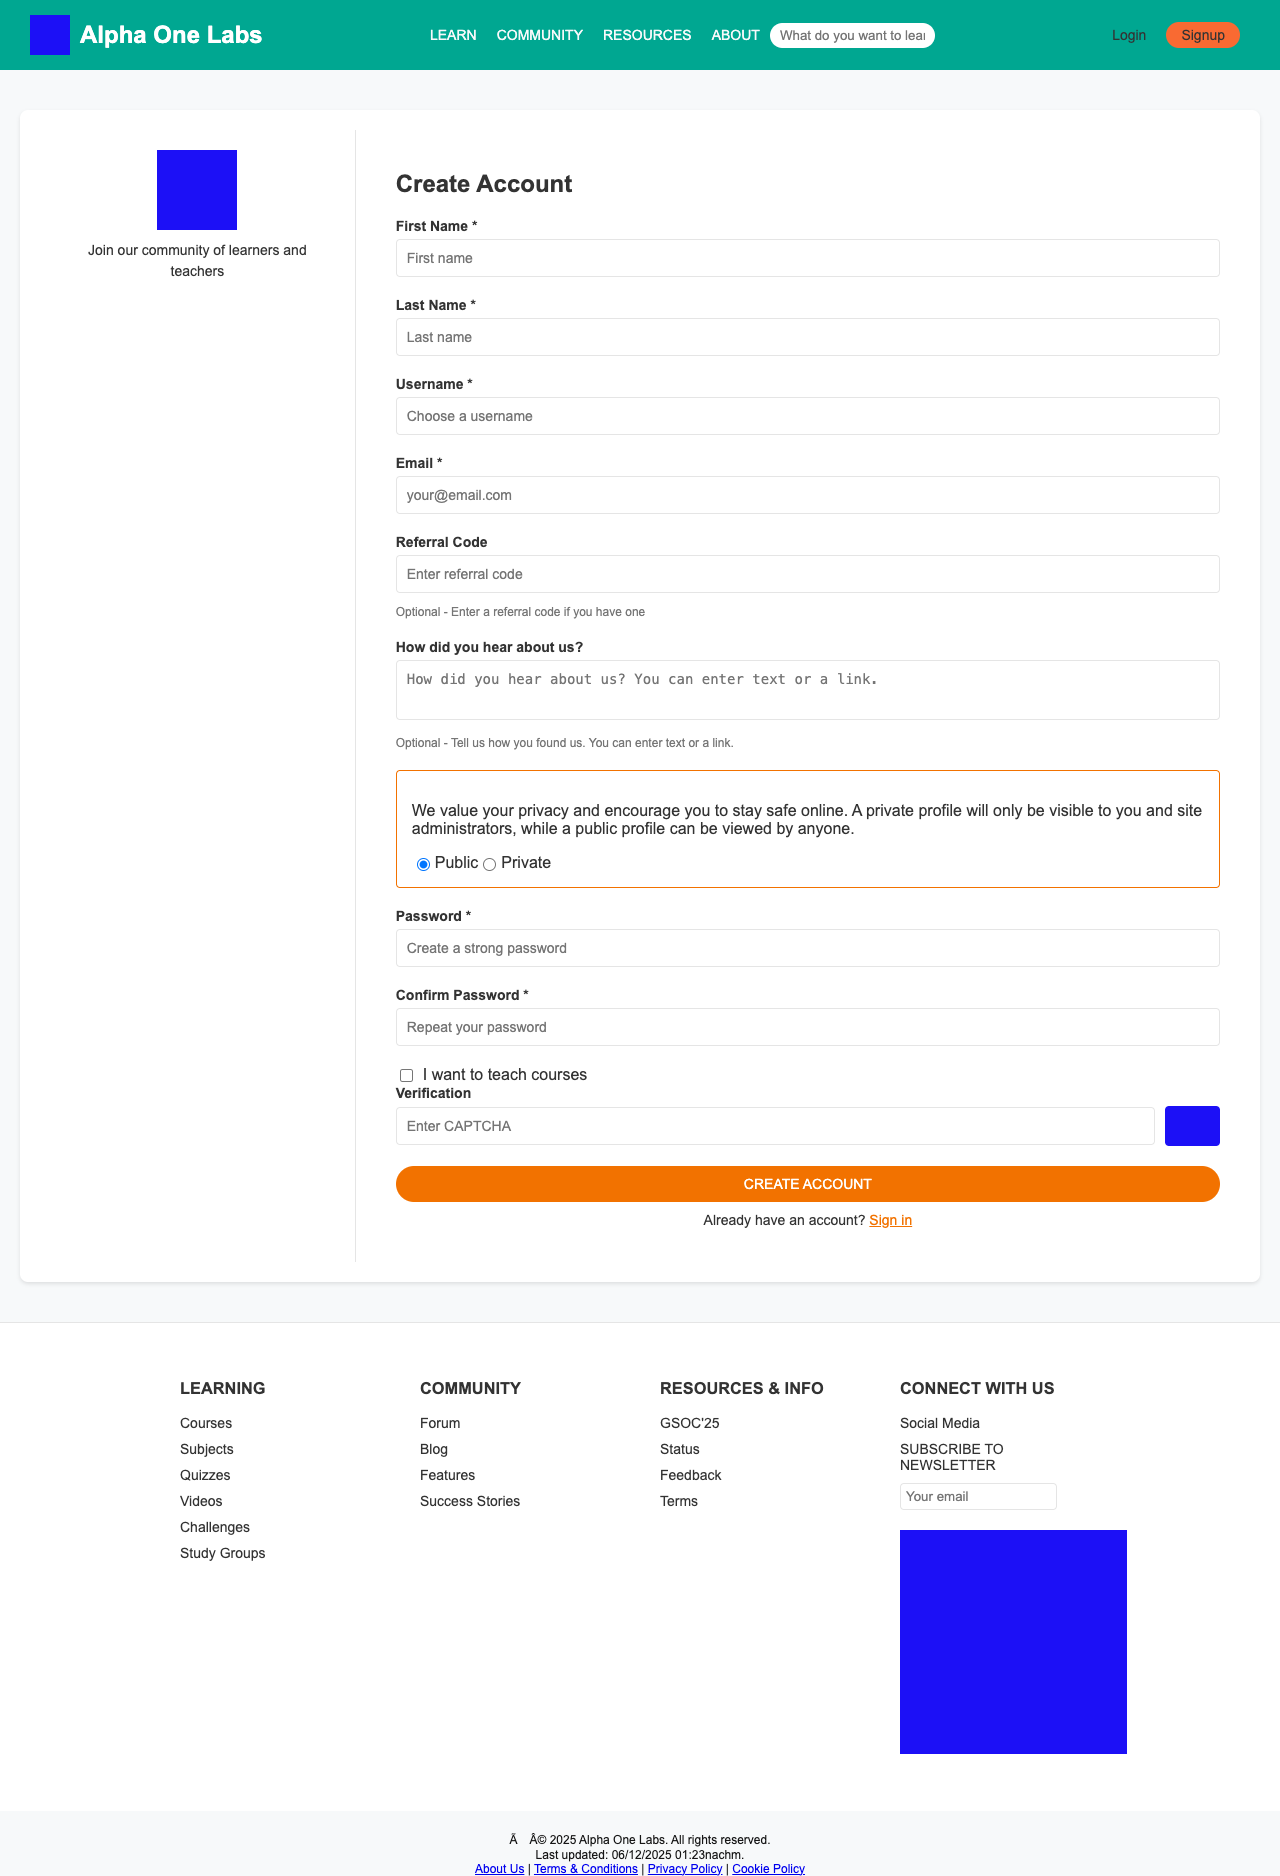 Alpha One Labs
LEARN COMMUNITY RESOURCES ABOUT What do you want to lear Login Signup
Join our community of learners and
teachers
Create Account
First Name *
First name
Last Name *
Last name
Username *
Choose a username
Email *
your@email.com
Referral Code
Enter referral code
Optional - Enter a referral code if you have one
How did you hear about us?
How did you hear about us? You can enter text or a link.
Optional - Tell us how you found us. You can enter text or a link.
We value your privacy and encourage you to stay safe online. A private profile will only be visible to you and site
administrators, while a public profile can be viewed by anyone.
Public Private
Password *
Create a strong password
Confirm Password *
Repeat your password
I want to teach courses
Verification
Enter CAPTCHA
CREATE ACCOUNT
Already have an account? Sign in
LEARNING
Courses
Subjects
Quizzes
Videos
Challenges
Study Groups
COMMUNITY
Forum
Blog
Features
Success Stories
RESOURCES & INFO
GSOC'25
Status
Feedback
Terms
CONNECT WITH US
Social Media
SUBSCRIBE TO
NEWSLETTER
Your email
Ã Â© 2025 Alpha One Labs. All rights reserved.
Last updated: 06/12/2025 01:23nachm.
About Us | Terms & Conditions | Privacy Policy | Cookie Policy